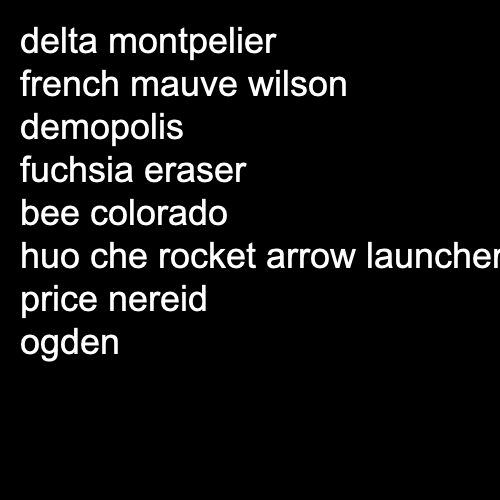 delta montpelier
french mauve wilson
demopolis
fuchsia eraser
bee colorado
huo che rocket arrow launcher
price nereid
ogden